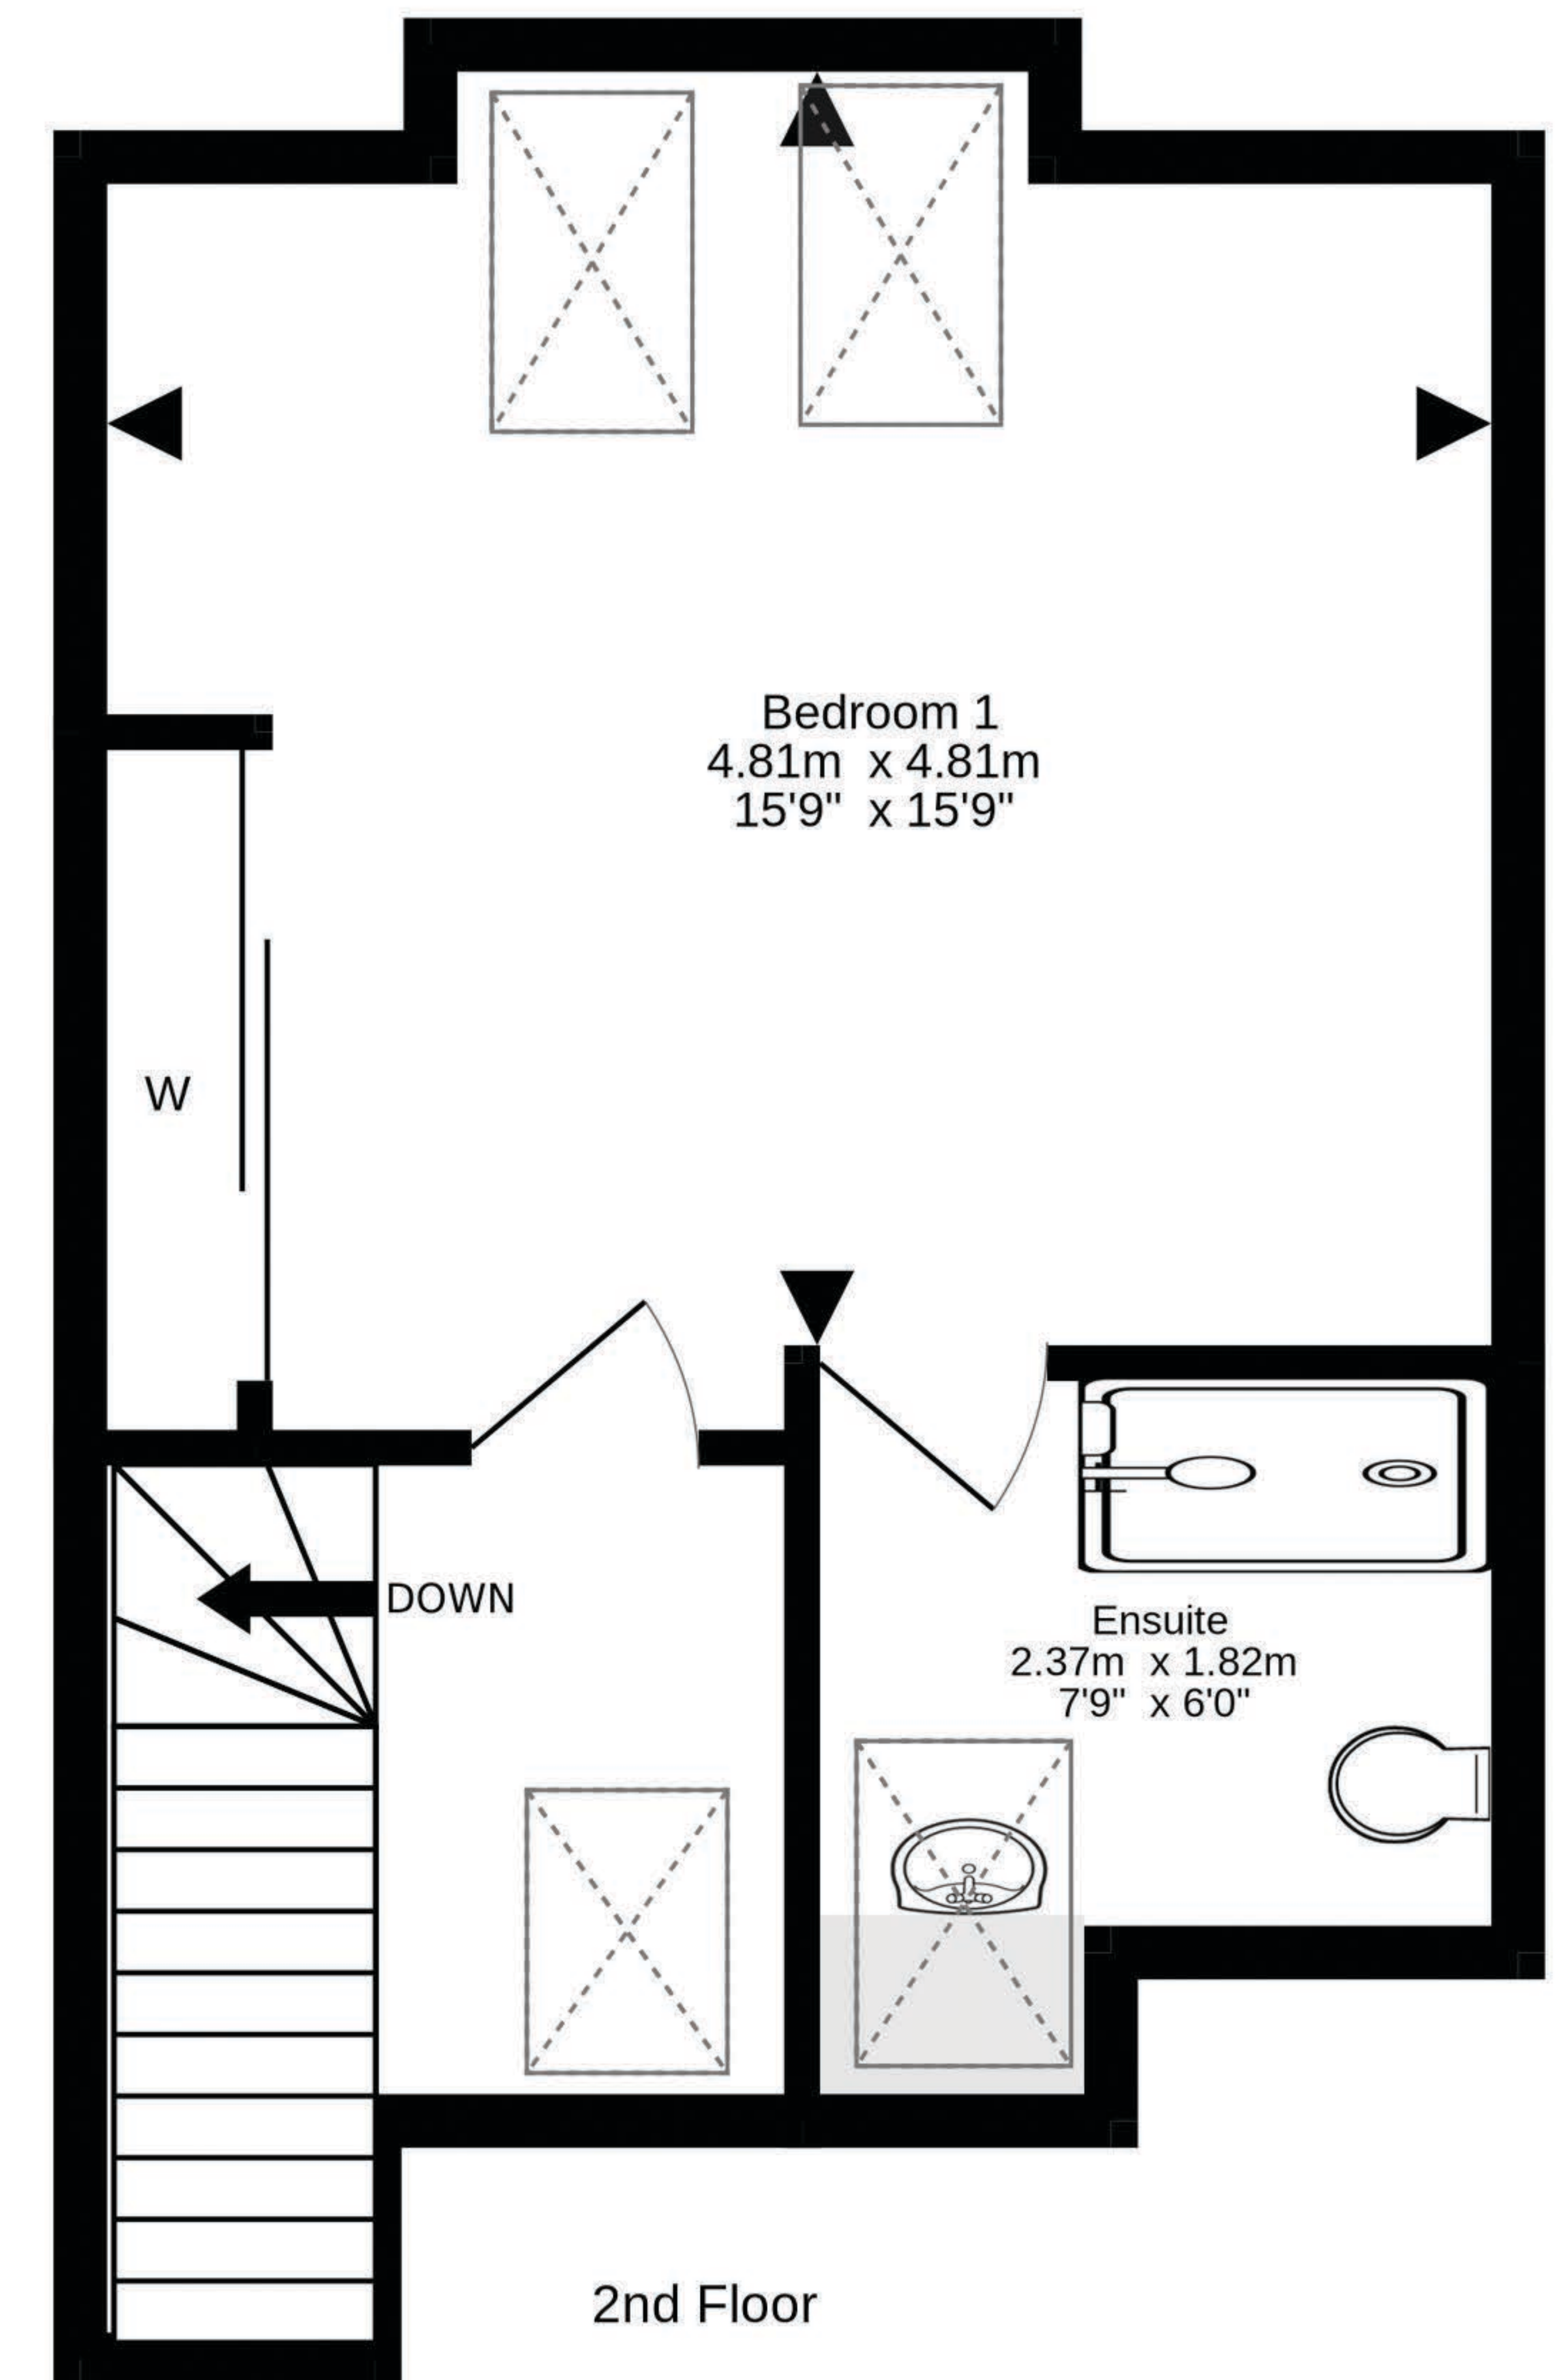 Bedroom 1
4.81m x 4.81m
15'9" x 15'9"
W
DOWN
Ensuite
2.37m x 1.82m
7'9" x 6'0"
2nd Floor